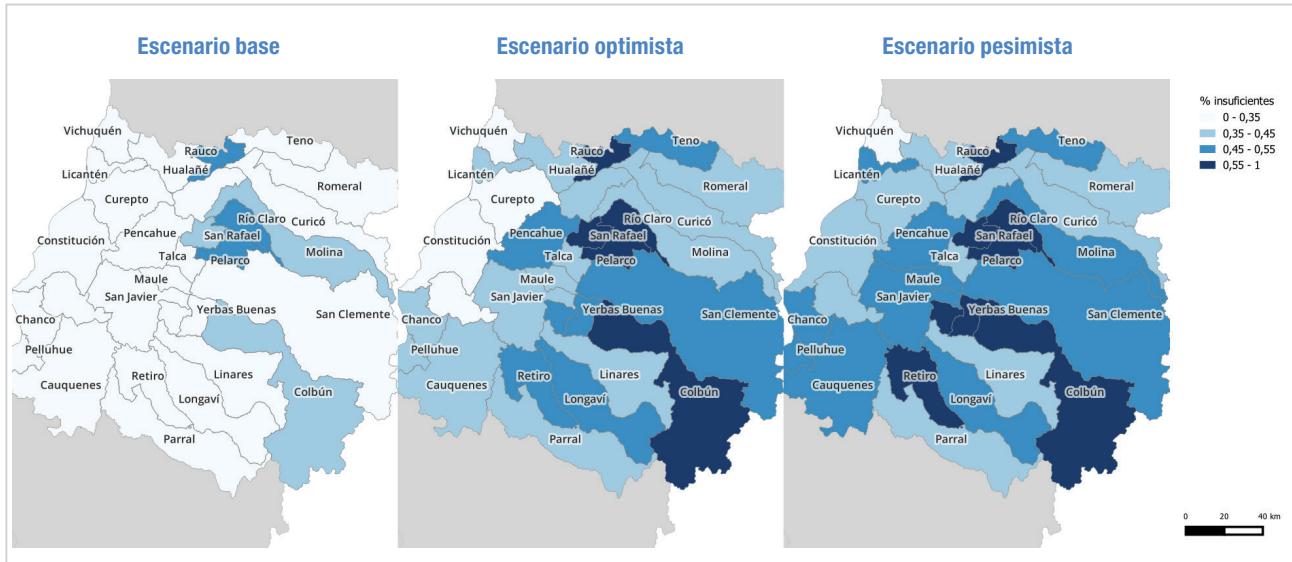 Escenario base
Vichuquén
Teno
Rauco
Licantén
Hualañé
Romeral
Curepto
Río Claro
Curicó
Constitución
Pencahue
San Rafael
Molina
Talca
Pelarco
Maule
San Javier
Yerbas Buenas
San Clemente
Chanco
Pelluhue
Retiro
Linares
Cauquenes
Colbún
Longaví
Parral
Escenario optimista
Vichuquén
Teno
Rauco
Licantén
Hualañé
Romeral
Curepto
Río Claro
Curicó
Constitución
Pencahue
San Rafael
Molina
Talca
Pelarco
Maule
San Javier
Yerbas Buenas
San Clemente
Chanco
Pelluhue
Retiro
Linares
Cauquenes
Colbún
Longaví
Parral
Escenario pesimista
Vichuquén
Teno
Rauco
Licantén
Hualañé
Romeral
Curepto
Río Claro
Curicó
Constitución
Pencahue
San Rafael
Molina
Talca
Pelarco
Maule
San Javier
Yerbas Buenas
San Clemente
Chanco
Pelluhue
Retiro
Linares
Cauquenes
Colbún
Longaví
Parral
% insuficientes
0 - 0,35
0,35 - 0,45
0,45 - 0,55
0,55 - 1
0 20 40 km